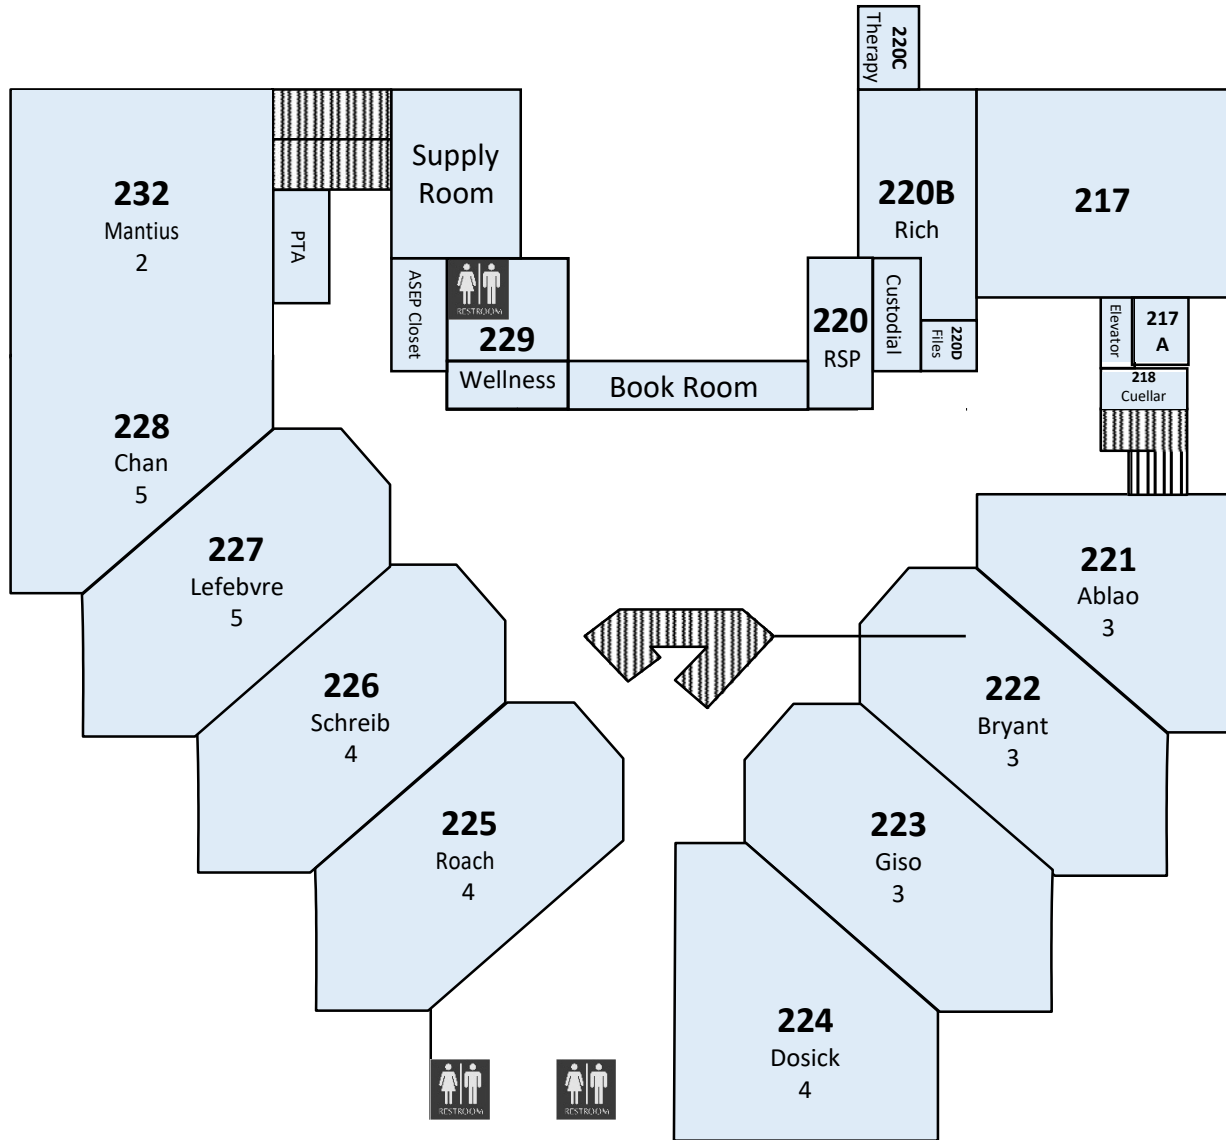 220C
Therapy
232
Mantius
2
Supply
Room
220B
Rich
217
PTA
ASEP Closet
RESTROOM
229
Wellness
Book Room
220
RSP
Custodial
220D
Files
Elevator
217
A
218
Cuellar
228
Chan
5
227
Lefebvre
5
221
Ablao
3
226
Schreib
4
222
Bryant
3
225
Roach
4
223
Giso
3
224
Dosick
4
RESTROOM
RESTROOM